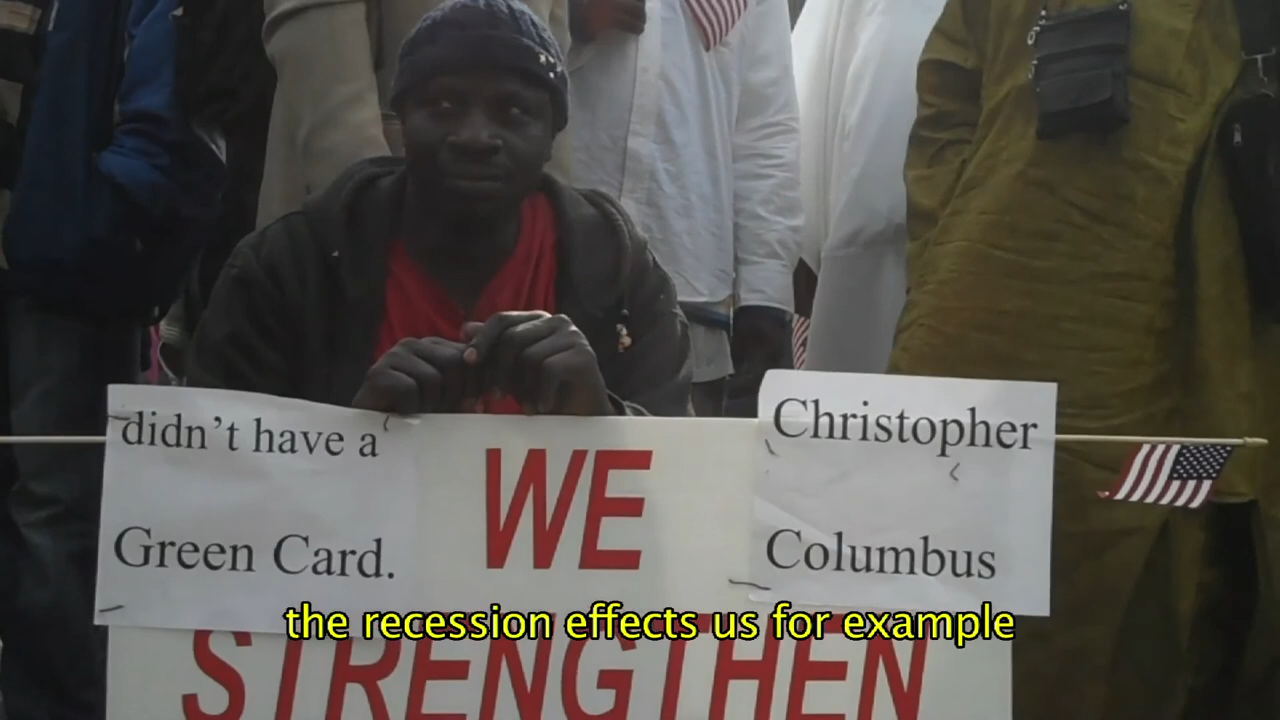 didn't have a
Green Card.
WE
Christopher
Columbus
the recession effects us for example
STRENGTHEN